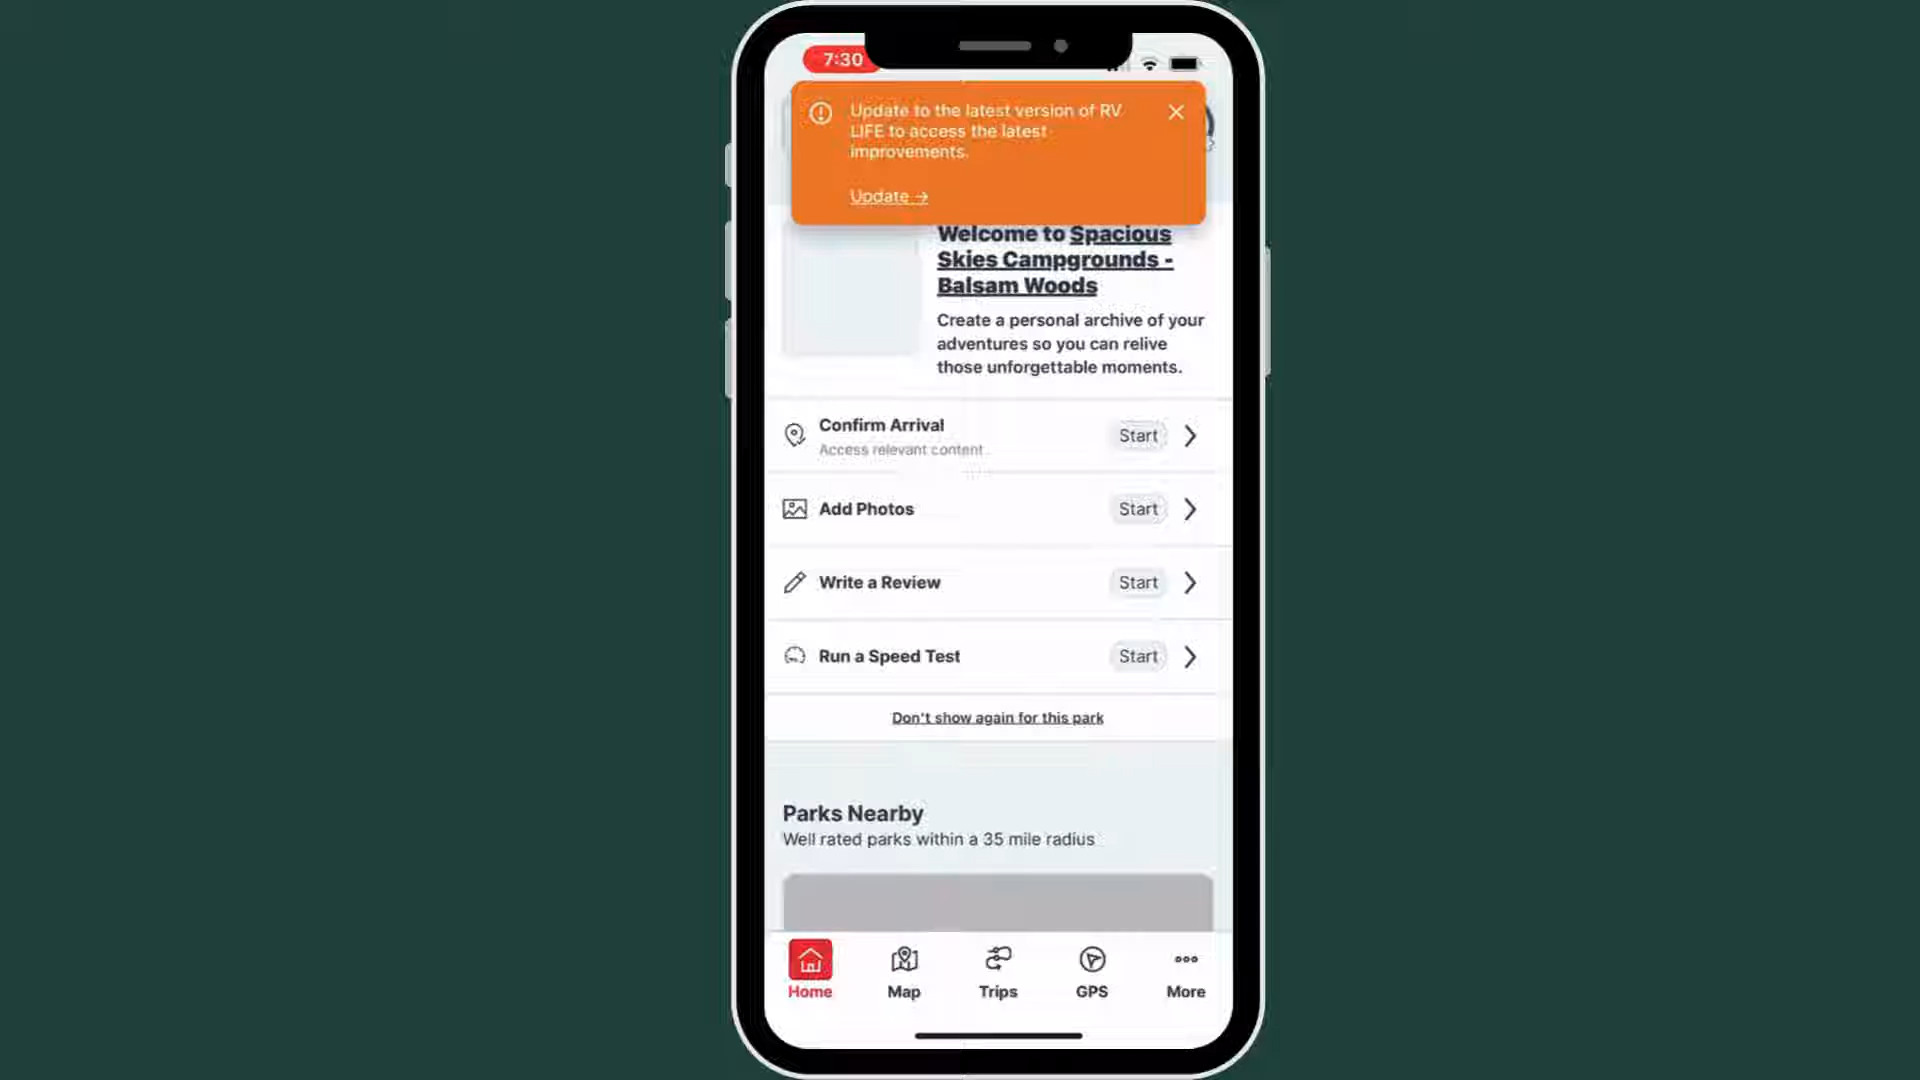 7:30
Update to the latest version of RV
LIFE to access the latest
improvements.
Update →
Welcome to Spacious
Skies Campgrounds -
Balsam Woods
Create a personal archive of your
adventures so you can relive
those unforgettable moments.
Confirm Arrival
Access relevant content
Start
Add Photos
Start
Write a Review
Start
Run a Speed Test
Start
Don't show again for this park
Parks Nearby
Well rated parks within a 35 mile radius
Home
Map
Trips
GPS
More